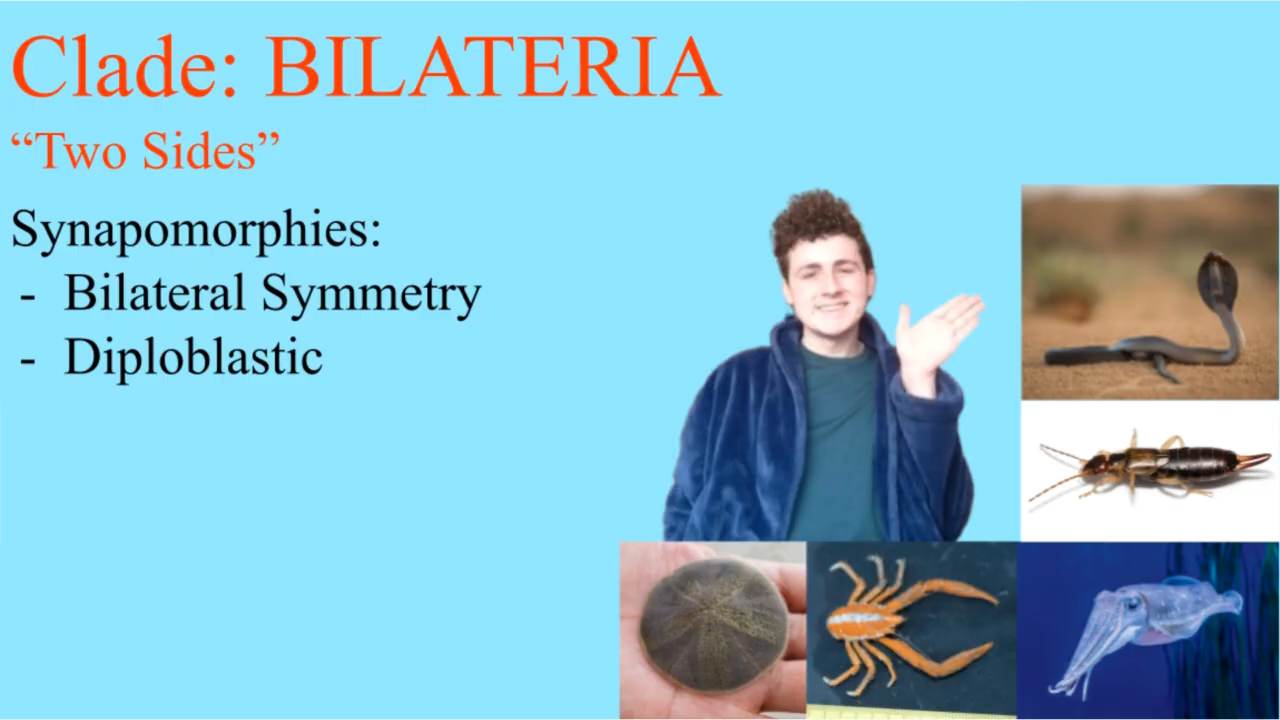 Clade: BILATERIA
“Two Sides”
Synapomorphies:
- Bilateral Symmetry
- Diploblastic